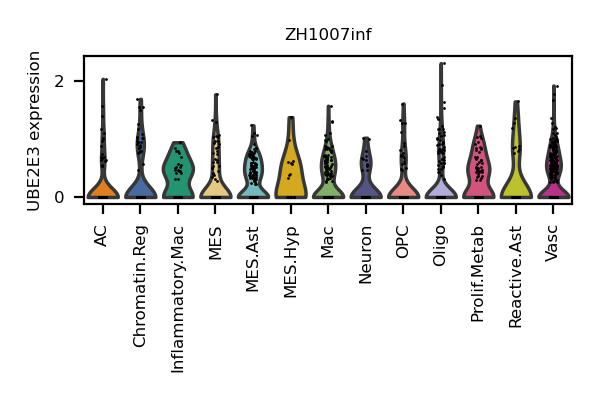 ZH1007inf
UBE2E3 expression
2
0
AC
Chromatin.Reg
Inflammatory.Mac
MES
MES.Ast
MES.Hyp
Mac
Neuron
OPC
Oligo
Prolif.Metab
Reactive.Ast
Vasc